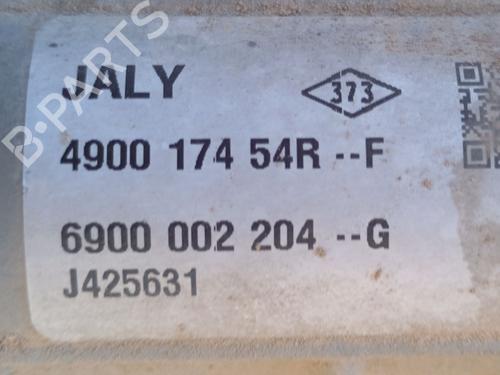 JALY
373
4900 174 54R --F
6900 002 204 --G
J425631
B-PARTS